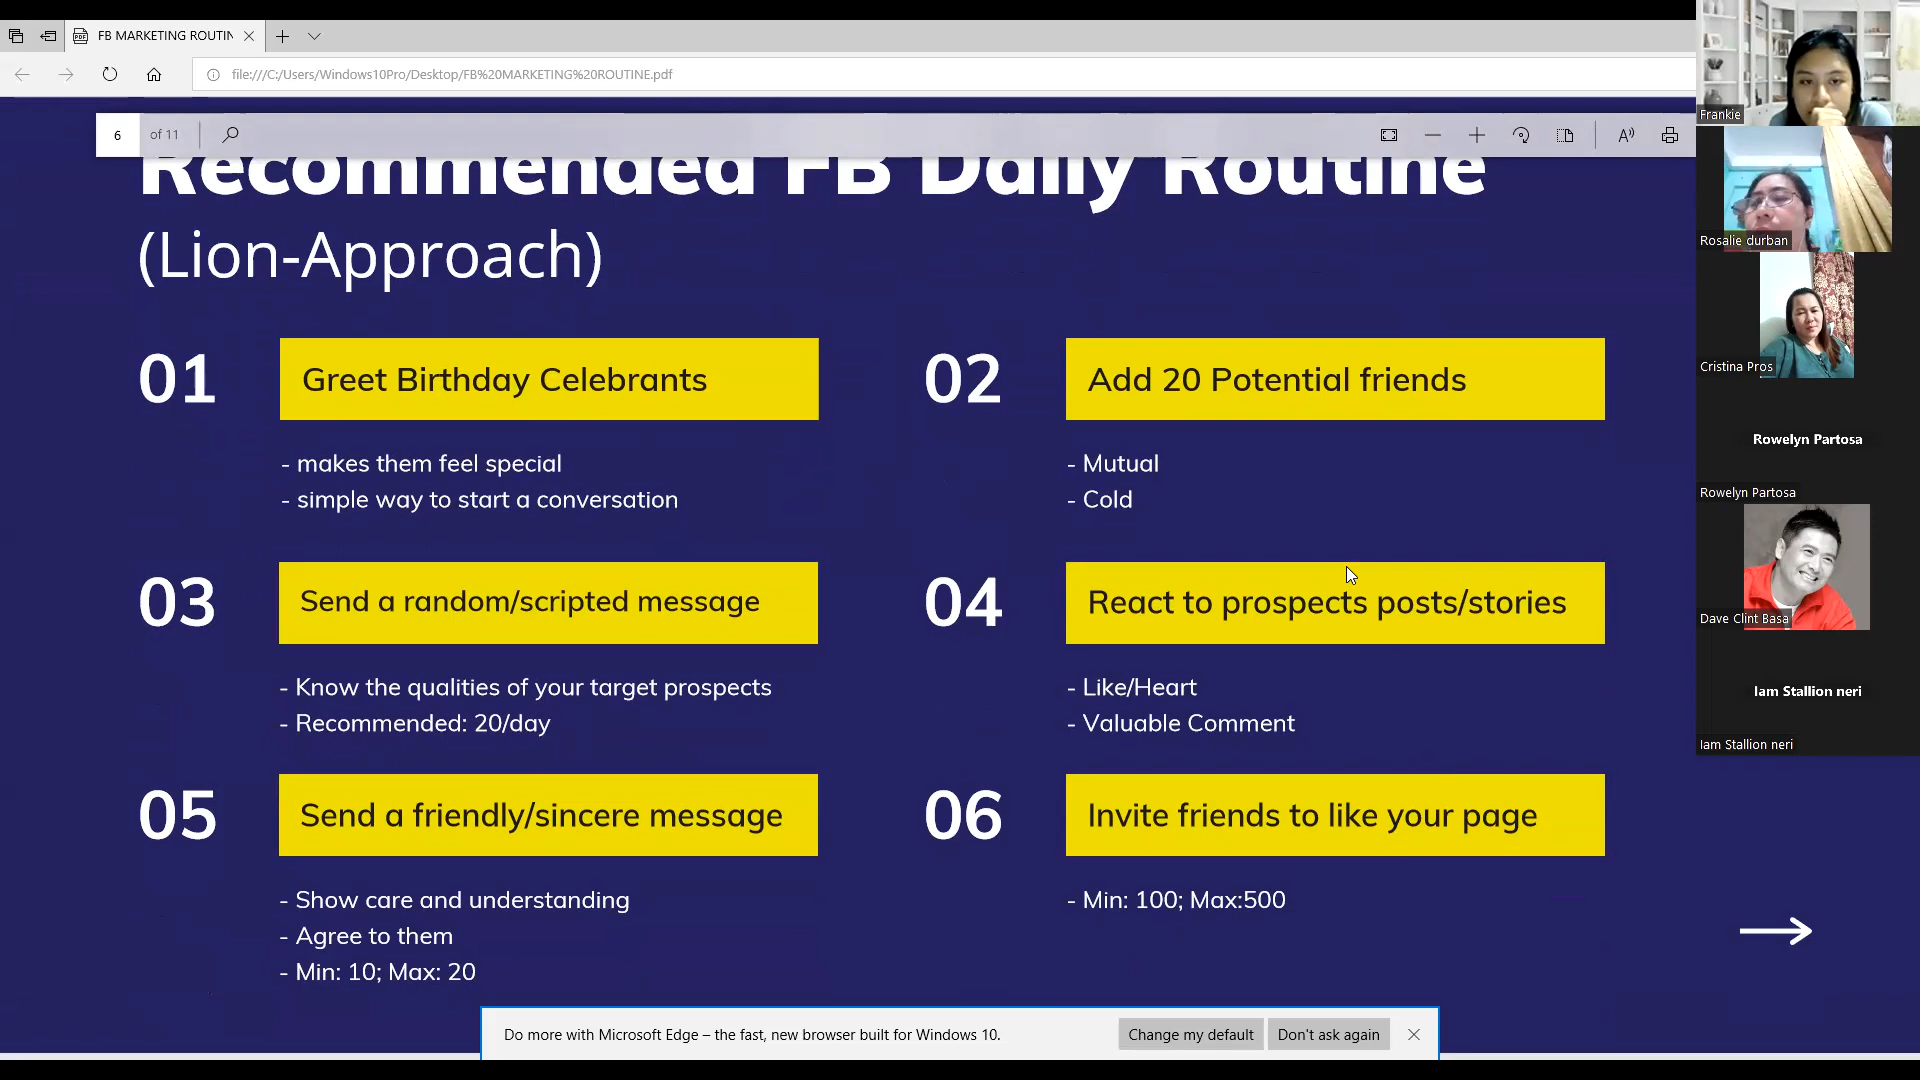 FB MARKETING ROUTIN
file:///C:/Users/Windows10Pro/Desktop/FB%20MARKETING%20ROUTINE.pdf
6 of 11
Recommended FB Daily Routine
(Lion-Approach)
01 Greet Birthday Celebrants
- makes them feel special
- simple way to start a conversation
02 Add 20 Potential friends
- Mutual
- Cold
03 Send a random/scripted message
- Know the qualities of your target prospects
- Recommended: 20/day
04 React to prospects posts/stories
- Like/Heart
- Valuable Comment
05 Send a friendly/sincere message
- Show care and understanding
- Agree to them
- Min: 10; Max: 20
06 Invite friends to like your page
- Min: 100; Max:500
Do more with Microsoft Edge – the fast, new browser built for Windows 10.
Change my default
Don't ask again
Frankie
Rosalie durban
Cristina Pros
Rowelyn Partosa
Rowelyn Partosa
Dave Clint Basa
Iam Stallion neri
Iam Stallion neri